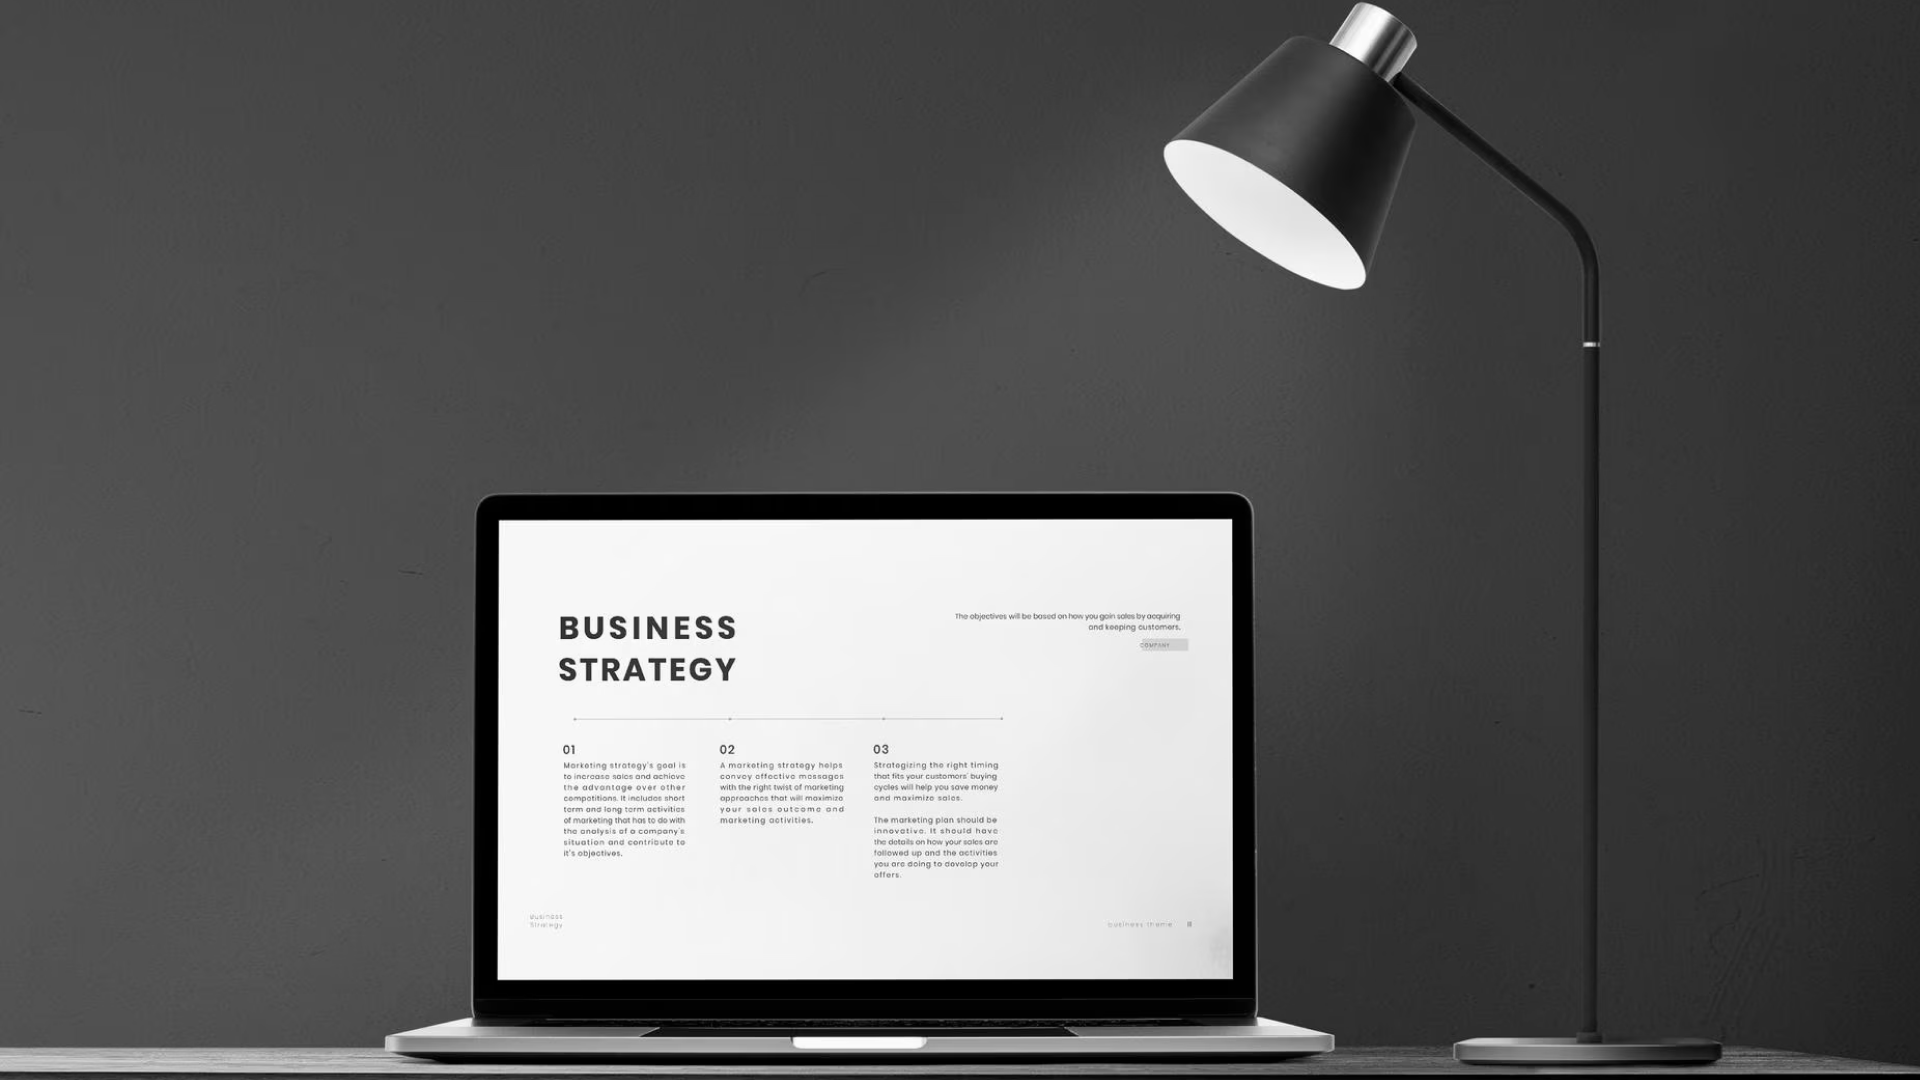 BUSINESS
STRATEGY
The objectives will be based on how you gain sales by acquiring
and keeping customers.
COMPANY
01
Marketing strategy's goal is
to increase sales and achieve
the advantage over other
competitions. It includes short
term and long term activities
of marketing that has to do with
the analysis of a company's
situation and contribute to
it's objectives.
02
A marketing strategy helps
convey effective messages
with the right twist of marketing
approaches that will maximize
your sales outcome and
marketing activities.
03
Strategizing the right timing
that fits your customers' buying
cycles will help you save money
and maximize sales.
The marketing plan should be
innovative. It should have
the details on how your sales are
followed up and the activities
you are doing to develop your
offers.
Business
Strategy
business theme